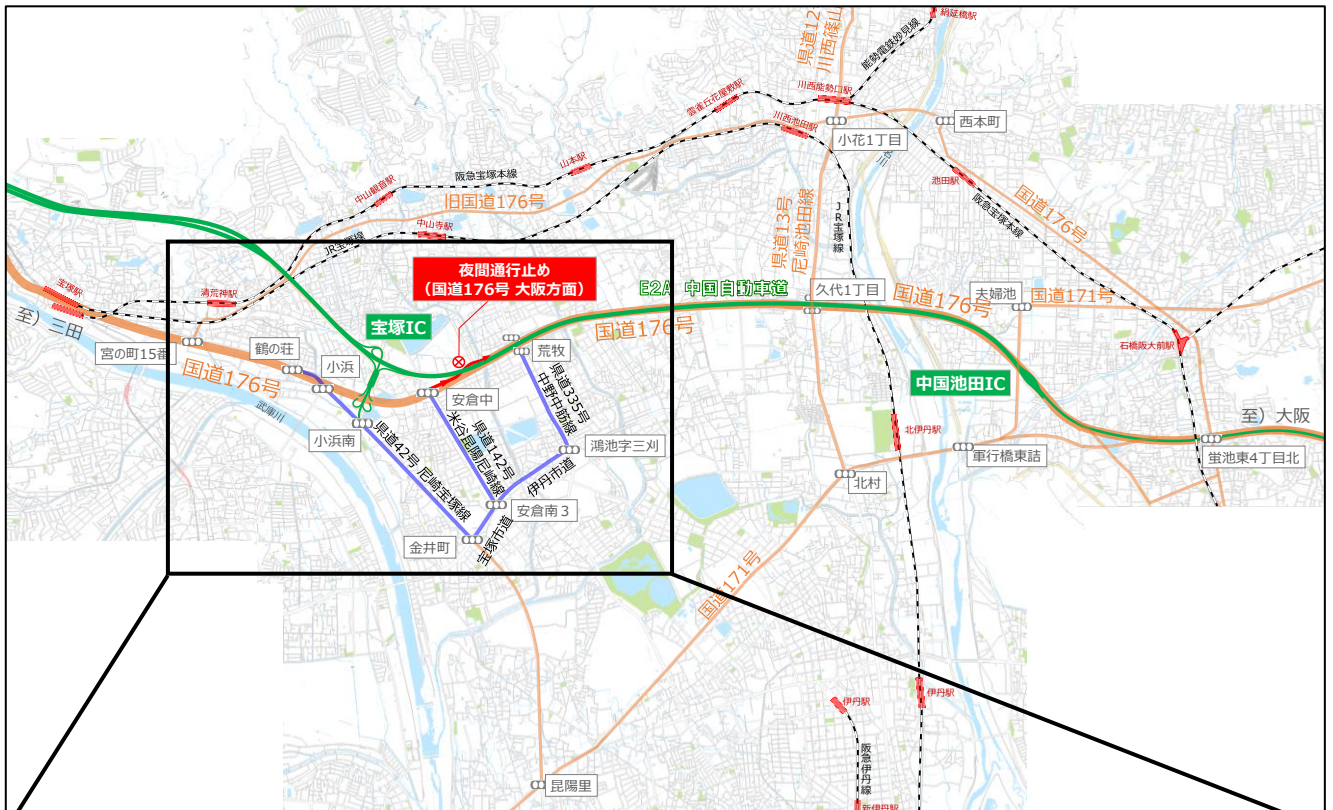 絹延橋駅
県道12
川西篠山
能勢電鉄妙見線
川西能勢口駅
雲雀丘花屋敷駅
川西池田駅
小花1丁目
西本町
山本駅
池田駅
国道176号
阪急宝塚本線
中山観音駅
阪急宝塚本線
旧国道176号
中山寺駅
JR宝塚線
県道13号
尼崎池田線
JR宝塚線
夜間通行止め
(国道176号 大阪方面)
E2A 中国自動車道
久代1丁目
国道176号
夫婦池
国道171号
宝塚駅
清荒神駅
至)三田
宝塚IC
国道176号
石橋阪大前駅
宮の町15番
鶴の荘
小浜
荒牧
国道176号
武庫川
安倉中
中国池田IC
県道335号
中野中筋線
至)大阪
小浜南
県道42号 尼崎宝塚線
県道142号
米谷昆陽尼崎線
鴻池字三刈
北伊丹駅
軍行橋東詰
蛍池東4丁目北
伊丹市道
北村
安倉南3
金井町
宝塚市道
国道171号
伊丹駅
伊丹駅
阪急伊丹線
昆陽里
新伊丹駅